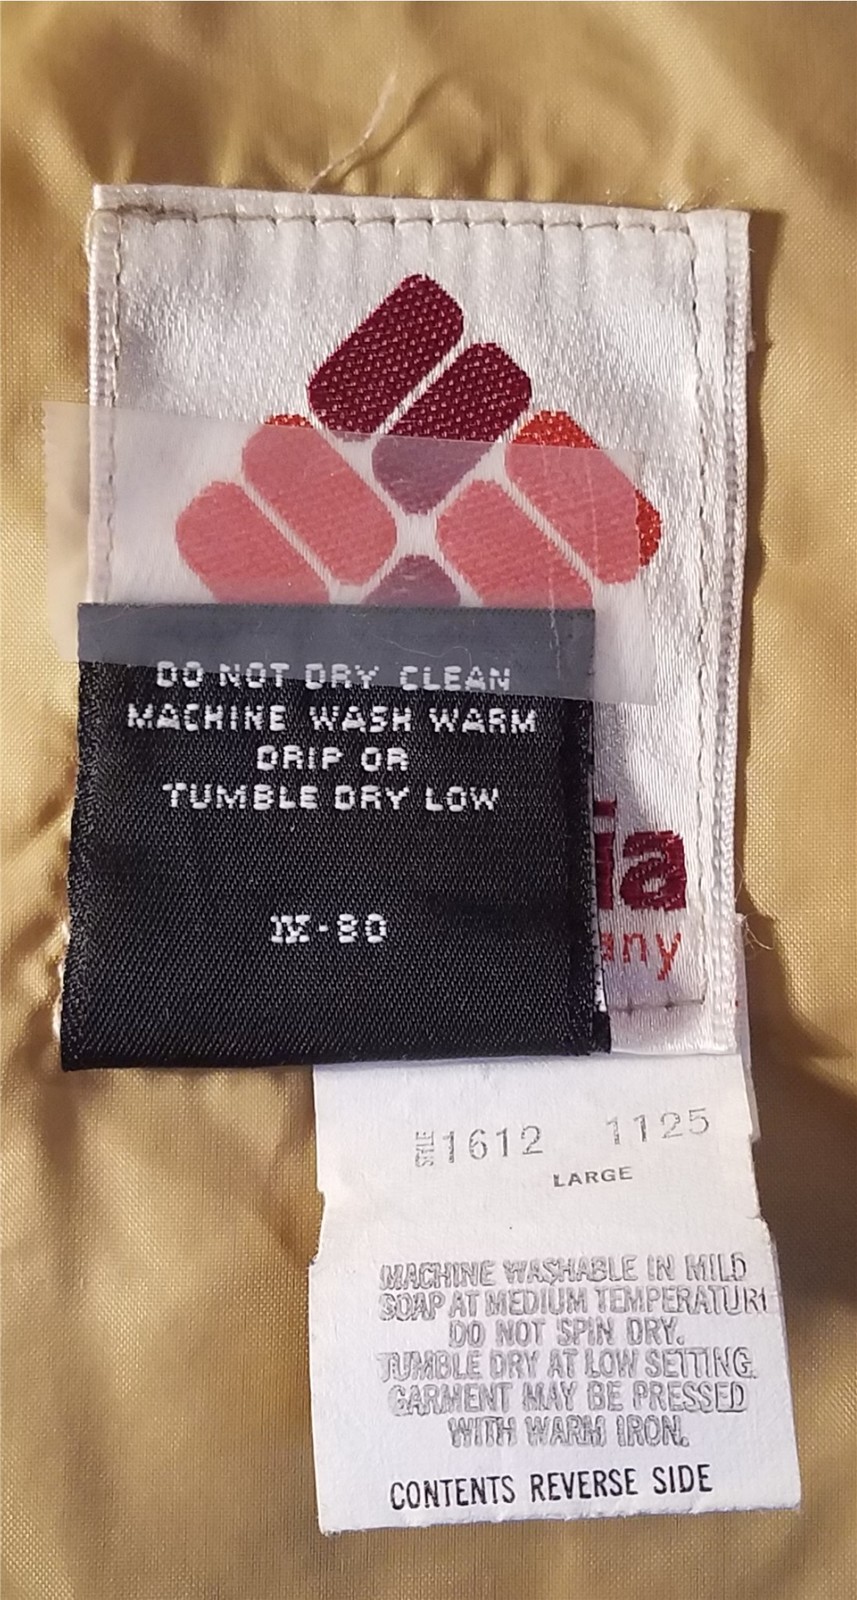 DO NOT DRY CLEAN
MACHINE WASH WARM
DRIP OR
TUMBLE DRY LOW
IX-80
ia
any
STYLE 1612 1125
LARGE
MACHINE WASHABLE IN MILD
SOAP AT MEDIUM TEMPERATURE
DO NOT SPIN DRY.
TUMBLE DRY AT LOW SETTING.
GARMENT MAY BE PRESSED
WITH WARM IRON.
CONTENTS REVERSE SIDE